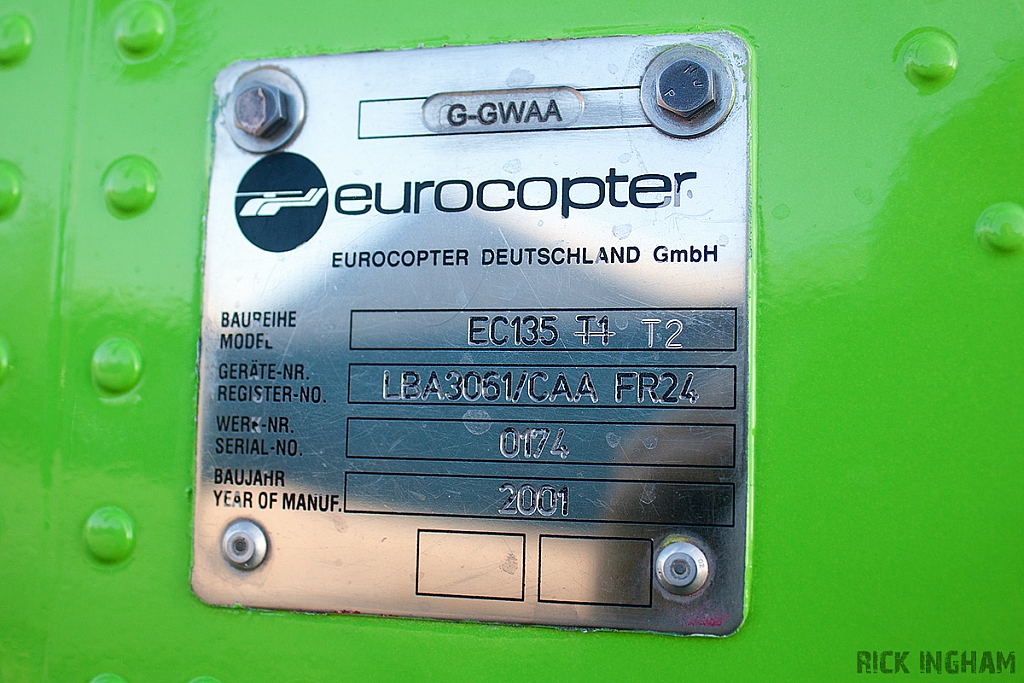 G-GWAA
eurocopter
EUROCOPTER DEUTSCHLAND GmbH
BAUREIHE
MODEL
EC135 T1 T2
GERÄTE-NR.
REGISTER-NO.
LBA3061/CAA FR24
WERK-NR.
SERIAL-NO.
0174
BAUJAHR
YEAR OF MANUF.
2001
RICK INGHAM